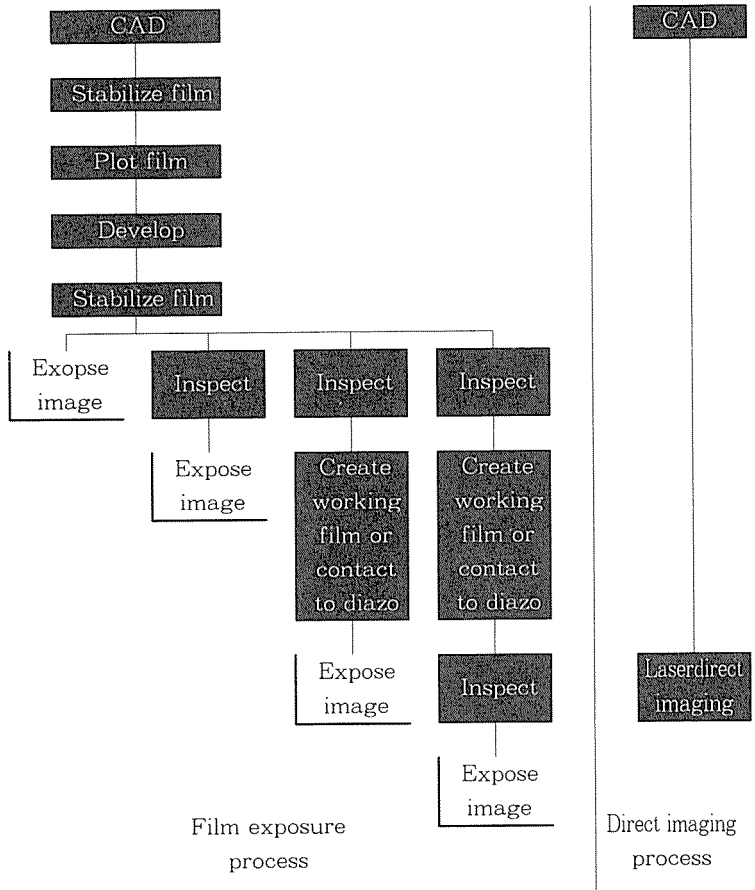 CAD
Stabilize film
Plot film
Develop
Stabilize film
Exopse
image
Inspect
Expose
image
Inspect
Create
working
film or
contact
to diazo
Expose
image
Inspect
Create
working
film or
contact
to diazo
Inspect
Expose
image
Film exposure
process
CAD
Laserdirect
imaging
Direct imaging
process